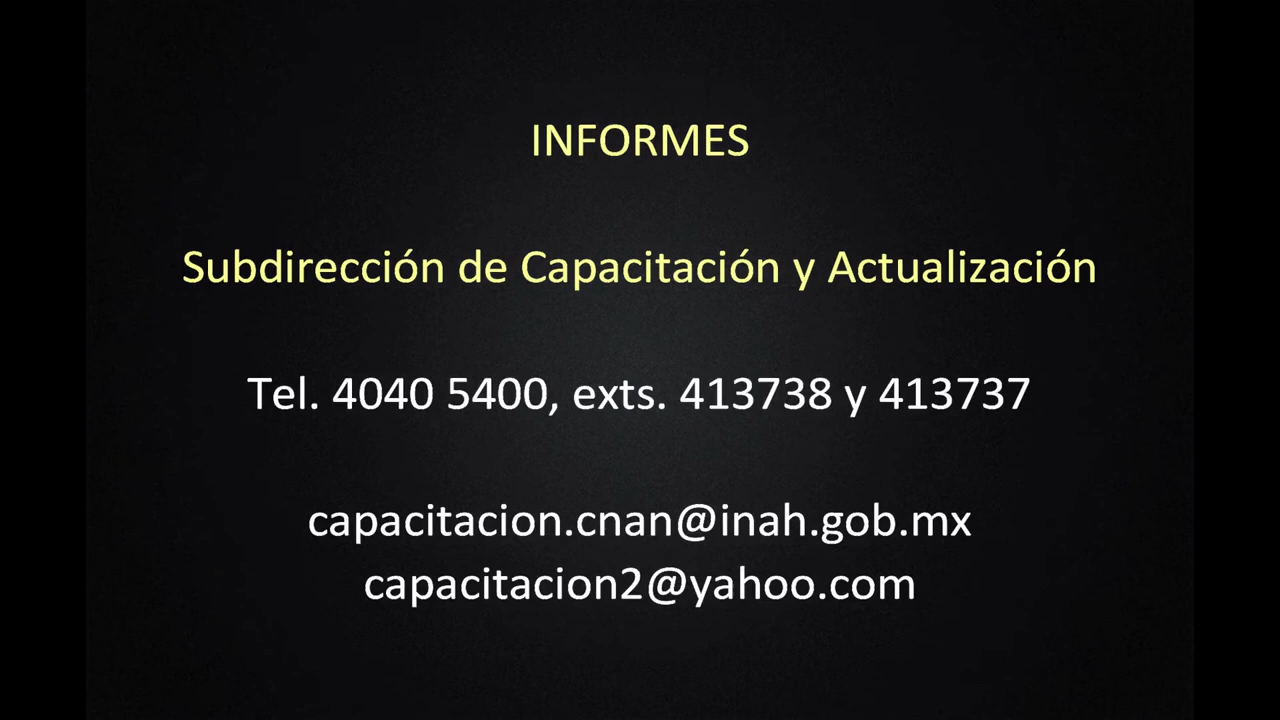 INFORMES
Subdirección de Capacitación y Actualización
Tel. 4040 5400, exts. 413738 y 413737
capacitacion.cnan@inah.gob.mx
capacitacion2@yahoo.com